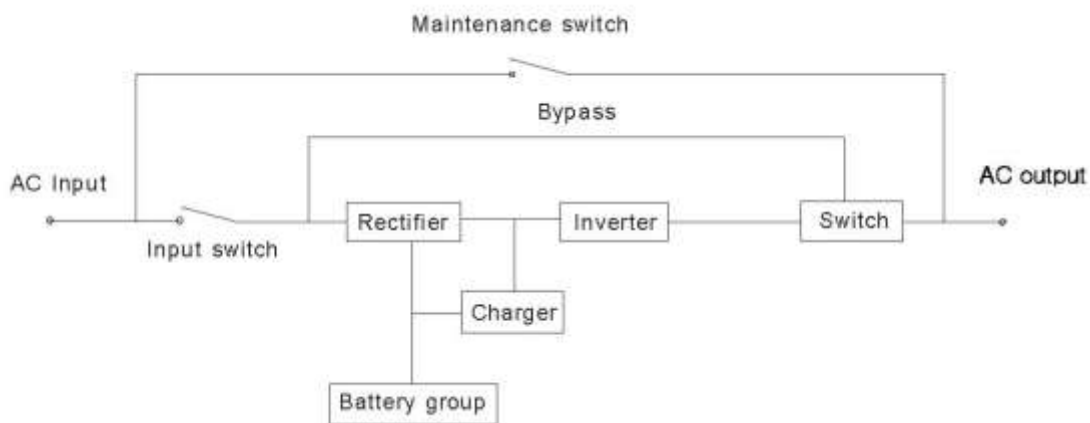 Maintenance switch
Bypass
AC Input
AC output
Rectifier
Inverter
Switch
Input switch
Charger
Battery group